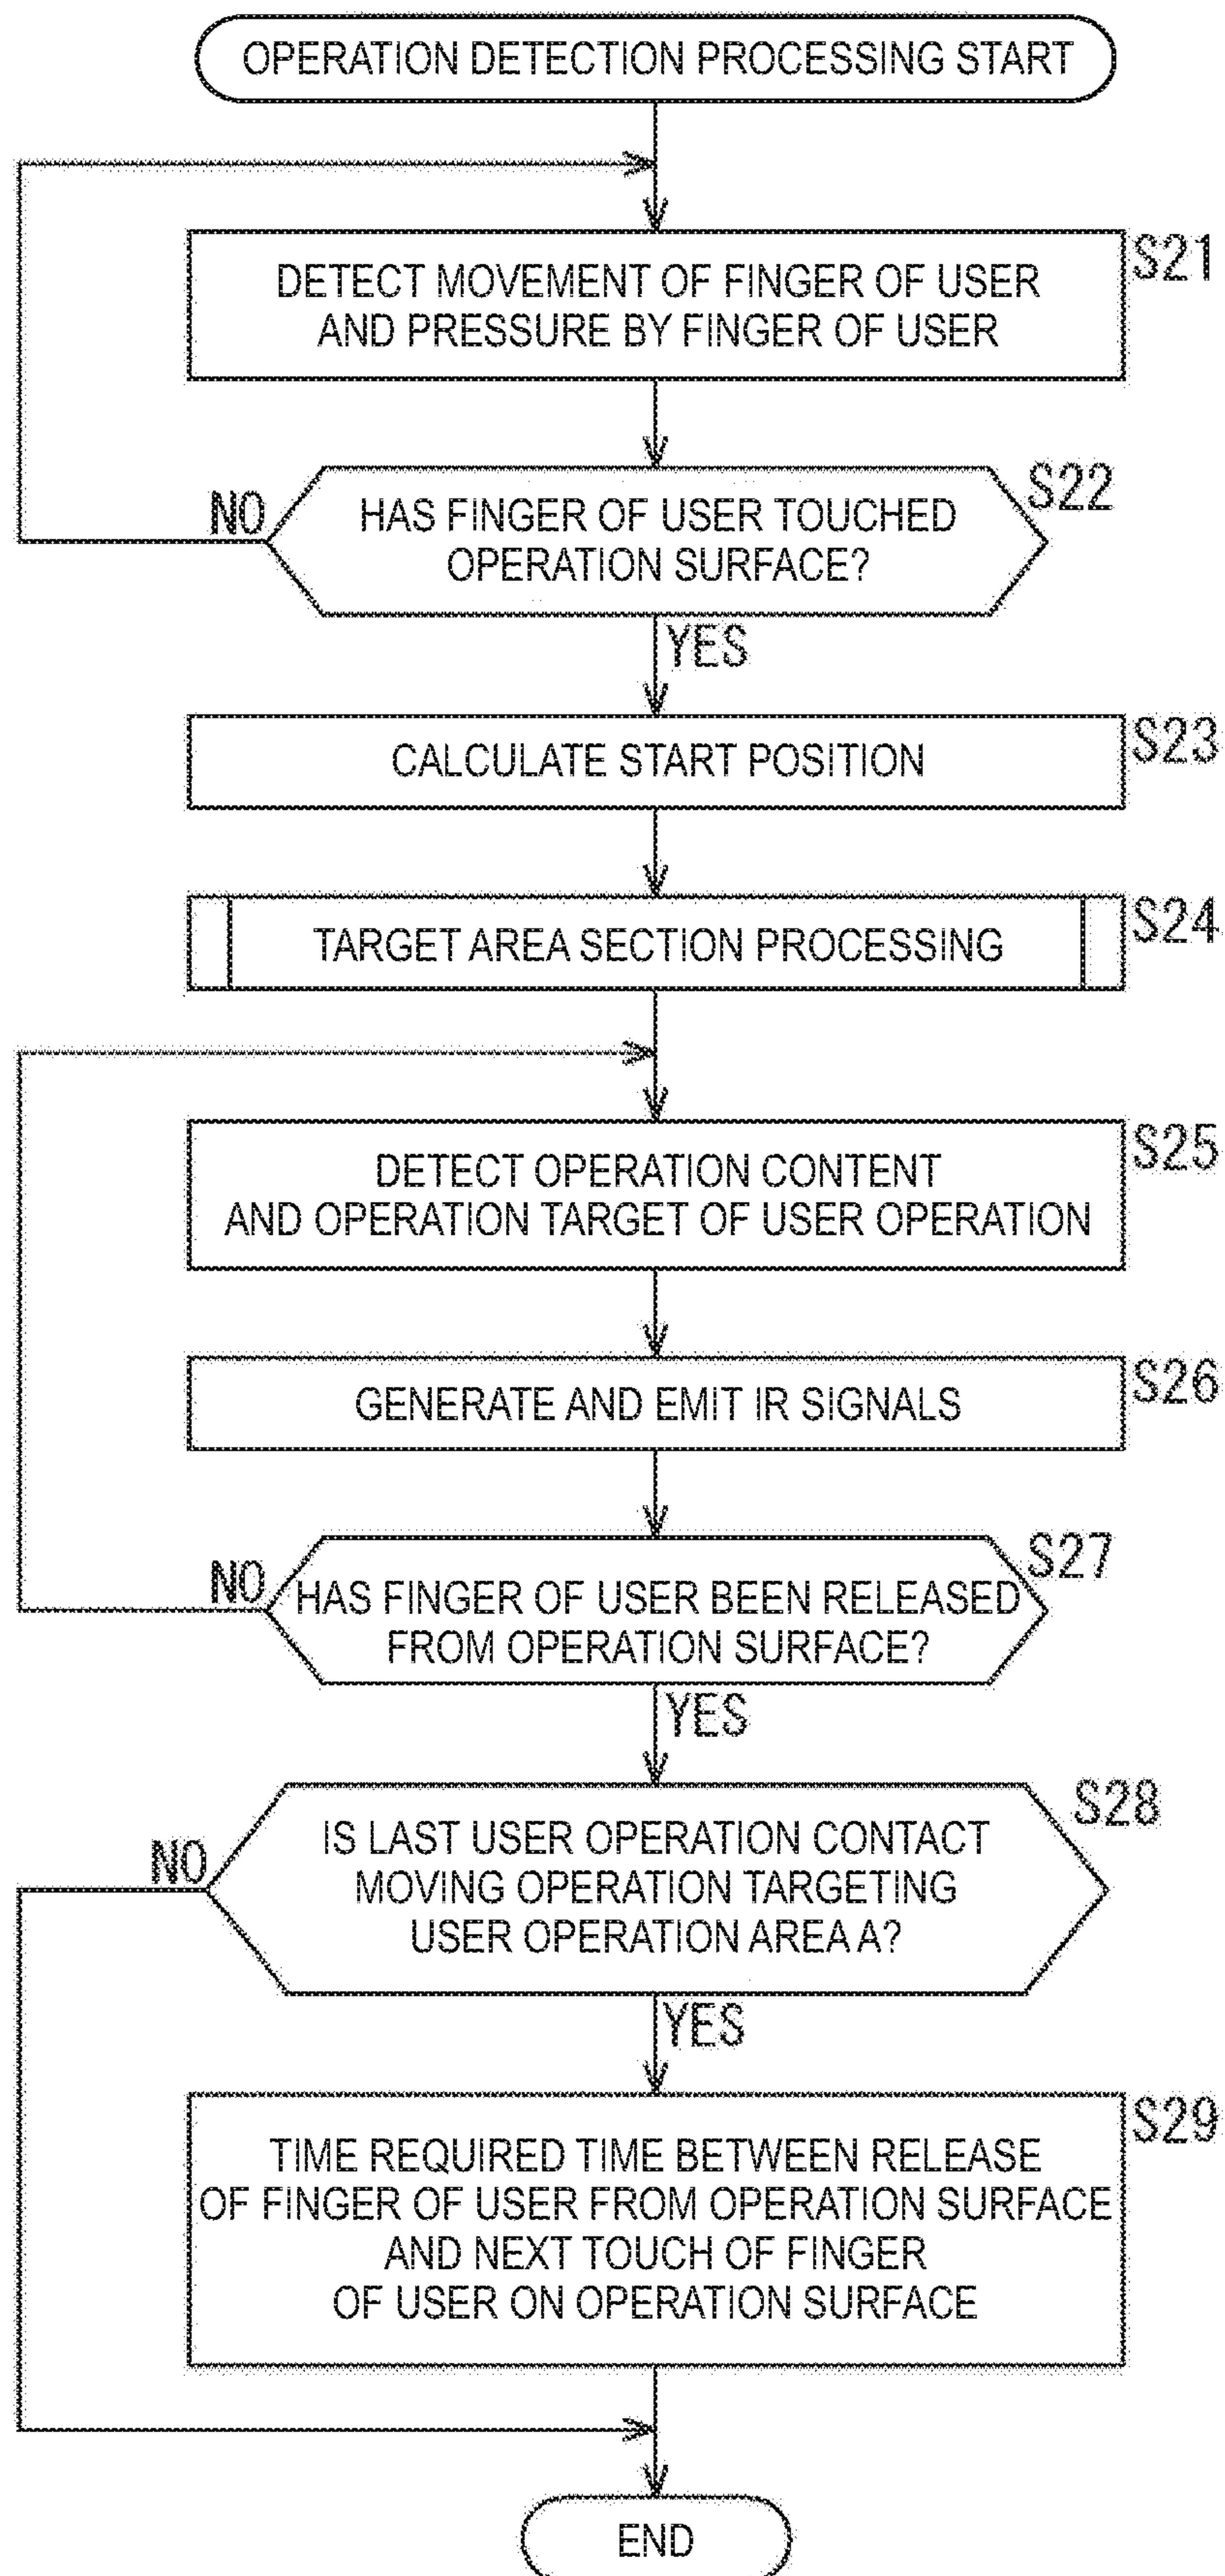 OPERATION DETECTION PROCESSING START
S21
DETECT MOVEMENT OF FINGER OF USER
AND PRESSURE BY FINGER OF USER
S22
NO
HAS FINGER OF USER TOUCHED
OPERATION SURFACE?
YES
S23
CALCULATE START POSITION
S24
TARGET AREA SECTION PROCESSING
S25
DETECT OPERATION CONTENT
AND OPERATION TARGET OF USER OPERATION
S26
GENERATE AND EMIT IR SIGNALS
S27
NO
HAS FINGER OF USER BEEN RELEASED
FROM OPERATION SURFACE?
YES
S28
NO
IS LAST USER OPERATION CONTACT
MOVING OPERATION TARGETING
USER OPERATION AREA A?
YES
S29
TIME REQUIRED TIME BETWEEN RELEASE
OF FINGER OF USER FROM OPERATION SURFACE
AND NEXT TOUCH OF FINGER
OF USER ON OPERATION SURFACE
END